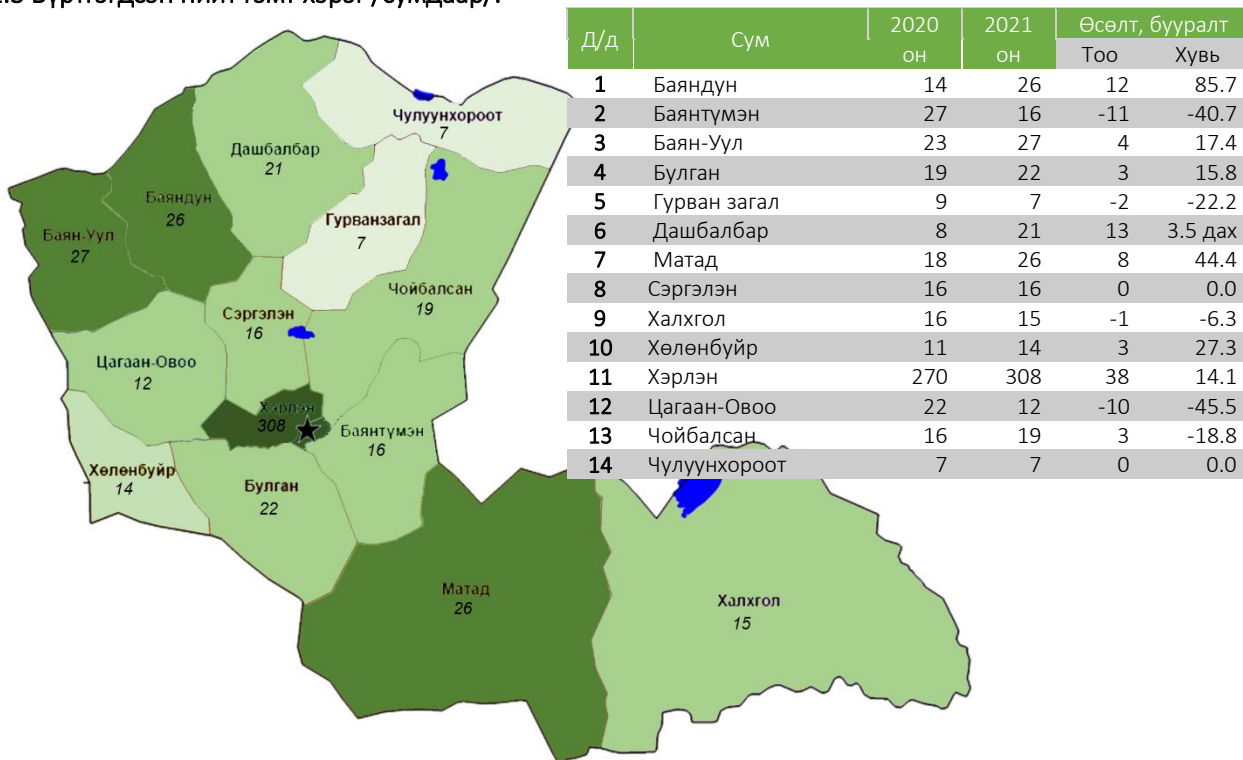 Бүртгэгдсэн нийт гэмт хэрэг /сумдаар/:
Д/д Сум 2020 он 2021 он Өсөлт, бууралт
Тоо Хувь
1 Баяндун 14 26 12 85.7
2 Баянтүмэн 27 16 -11 -40.7
3 Баян-Уул 23 27 4 17.4
4 Булган 19 22 3 15.8
5 Гурван загал 9 7 -2 -22.2
6 Дашбалбар 8 21 13 3.5 дах
7 Матад 18 26 8 44.4
8 Сэргэлэн 16 16 0 0.0
9 Халхгол 16 15 -1 -6.3
10 Хөлөнбуйр 11 14 3 27.3
11 Хэрлэн 270 308 38 14.1
12 Цагаан-Овоо 22 12 -10 -45.5
13 Чойбалсан 16 19 3 -18.8
14 Чулуунхороот 7 7 0 0.0
Чулуунхороот
7
Дашбалбар
21
Баяндун
26
Гурванзагал
7
Баян-Уул
27
Чойбалсан
19
Сэргэлэн
16
Цагаан-Овоо
12
Хэрлэн
308
Баянтүмэн
16
Хөлөнбуйр
14
Булган
22
Матад
26
Халхгол
15